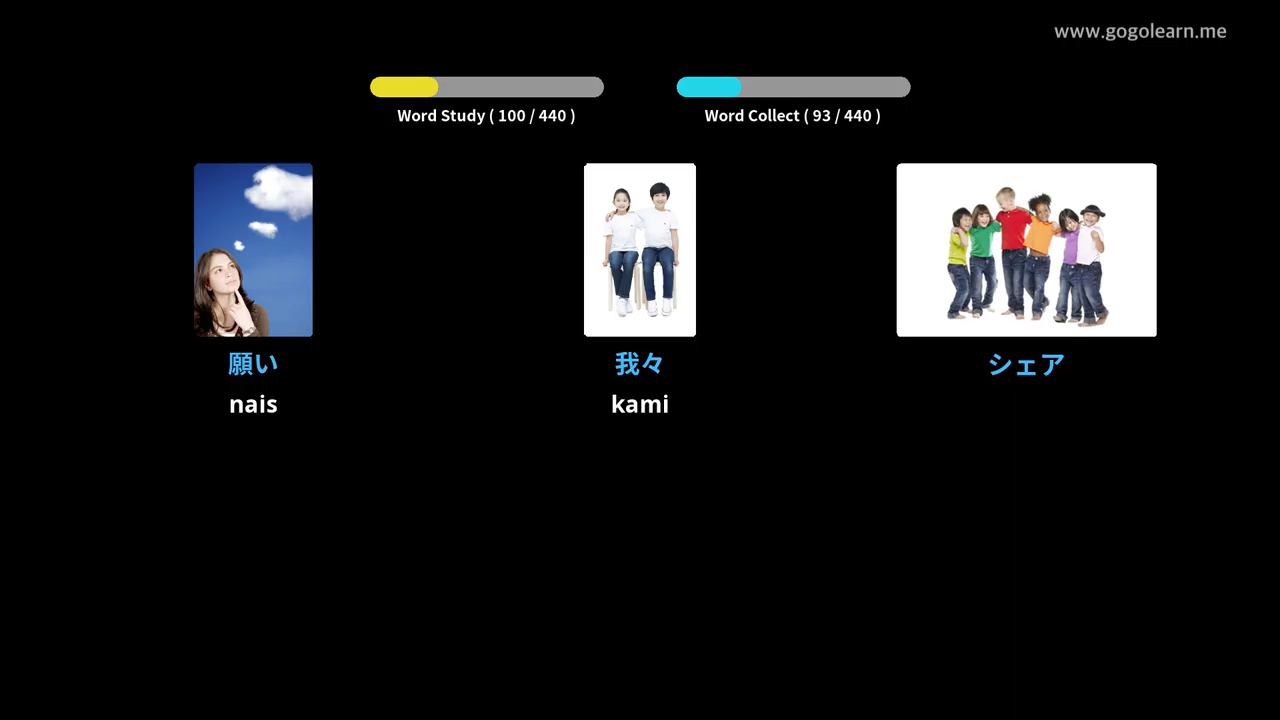 www.gogolearn.me
Word Study ( 100 / 440 )
Word Collect ( 93 / 440 )
願い
我々
シェア
nais
kami